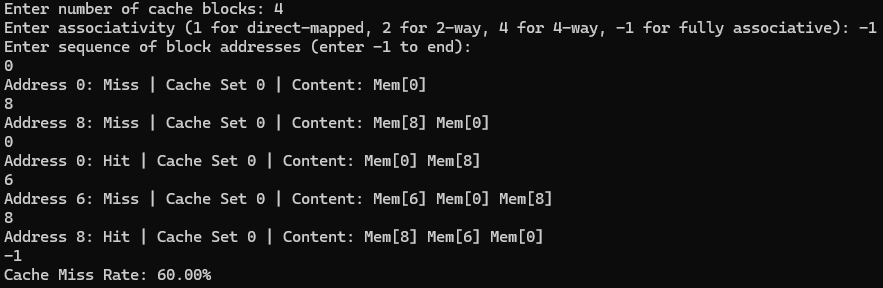 Enter number of cache blocks: 4
Enter associativity (1 for direct-mapped, 2 for 2-way, 4 for 4-way, -1 for fully associative): -1
Enter sequence of block addresses (enter -1 to end):
0
Address 0: Miss | Cache Set 0 | Content: Mem[0]
8
Address 8: Miss | Cache Set 0 | Content: Mem[8] Mem[0]
0
Address 0: Hit | Cache Set 0 | Content: Mem[0] Mem[8]
6
Address 6: Miss | Cache Set 0 | Content: Mem[6] Mem[0] Mem[8]
8
Address 8: Hit | Cache Set 0 | Content: Mem[8] Mem[6] Mem[0]
-1
Cache Miss Rate: 60.00%